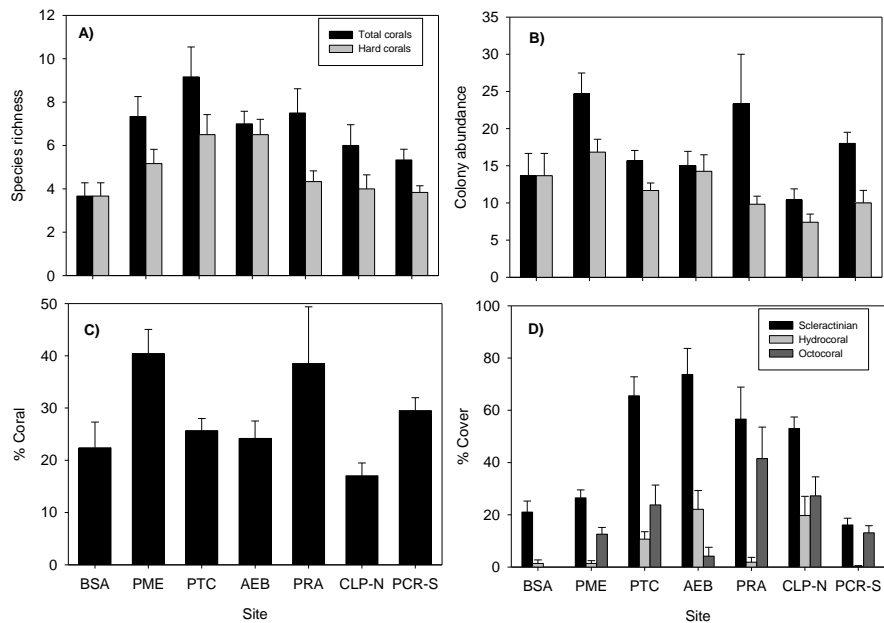 A)
Total corals
Hard corals
Species richness
12
10
8
6
4
2
0
B)
Colony abundance
35
30
25
20
15
10
5
0
C)
% Coral
50
40
30
20
10
0
BSA PME PTC AEB PRA CLP-N PCR-S
Site
D)
Scleractinian
Hydrocoral
Octocoral
% Cover
100
80
60
40
20
0
BSA PME PTC AEB PRA CLP-N PCR-S
Site